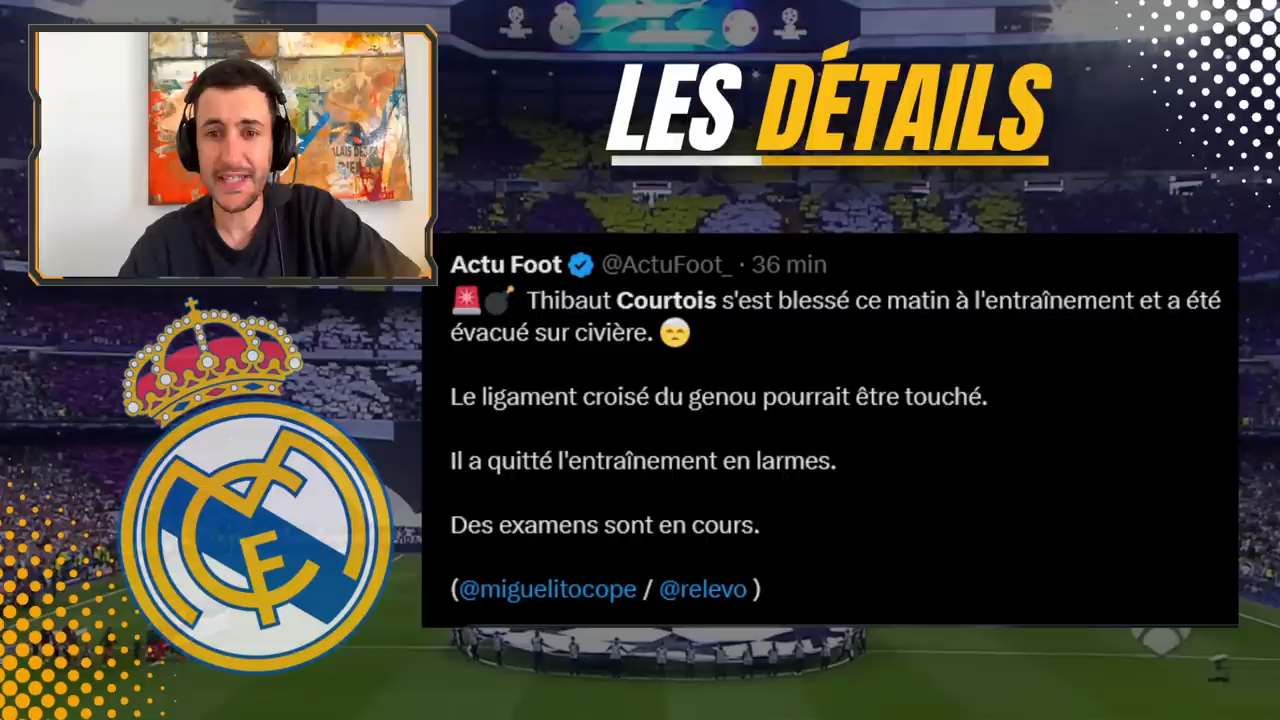 LES DÉTAILS
Actu Foot @ActuFoot_ · 36 min
🚨💣 Thibaut Courtois s'est blessé ce matin à l'entraînement et a été
évacué sur civière. 😞
Le ligament croisé du genou pourrait être touché.
Il a quitté l'entraînement en larmes.
Des examens sont en cours.
(@miguelitocope / @relevo )